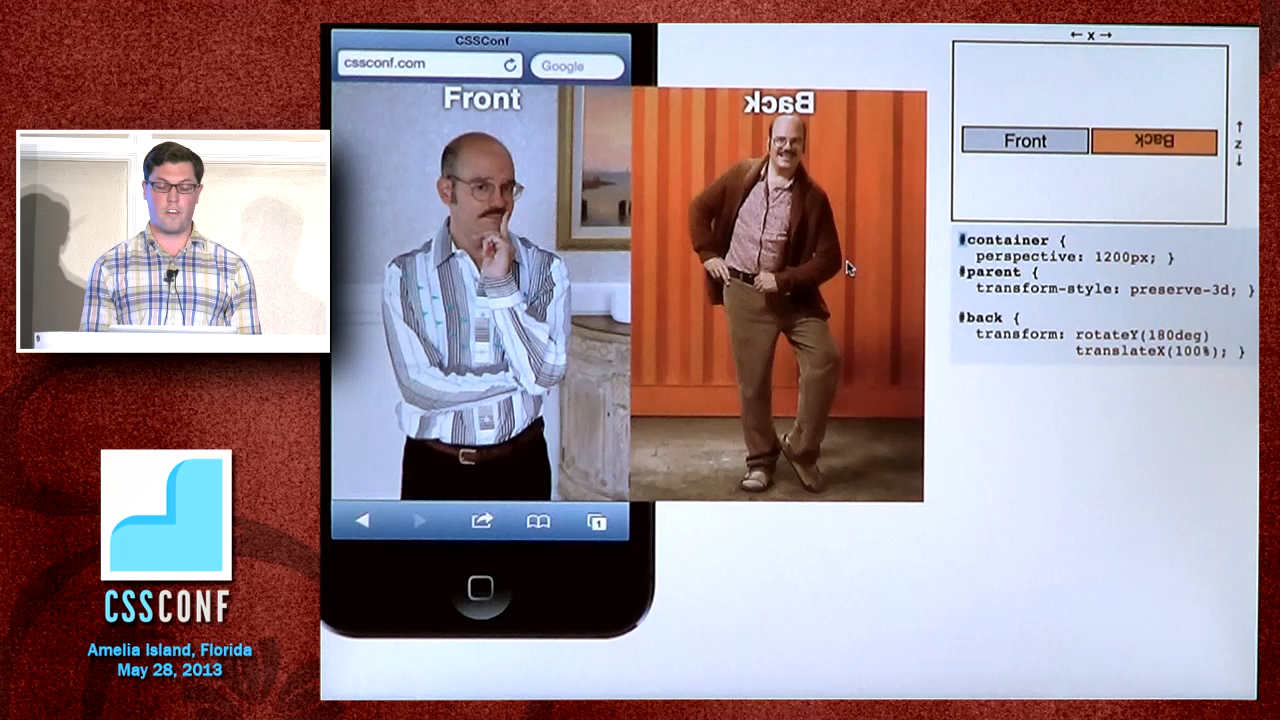 CSSConf
cssconf.com
Google
Front
Back
← x →
Front
Back
↑
z
↓
#container {
perspective: 1200px; }
#parent {
transform-style: preserve-3d; }
#back {
transform: rotateY(180deg)
translateX(100%); }
1
CSSCONF
Amelia Island, Florida
May 28, 2013